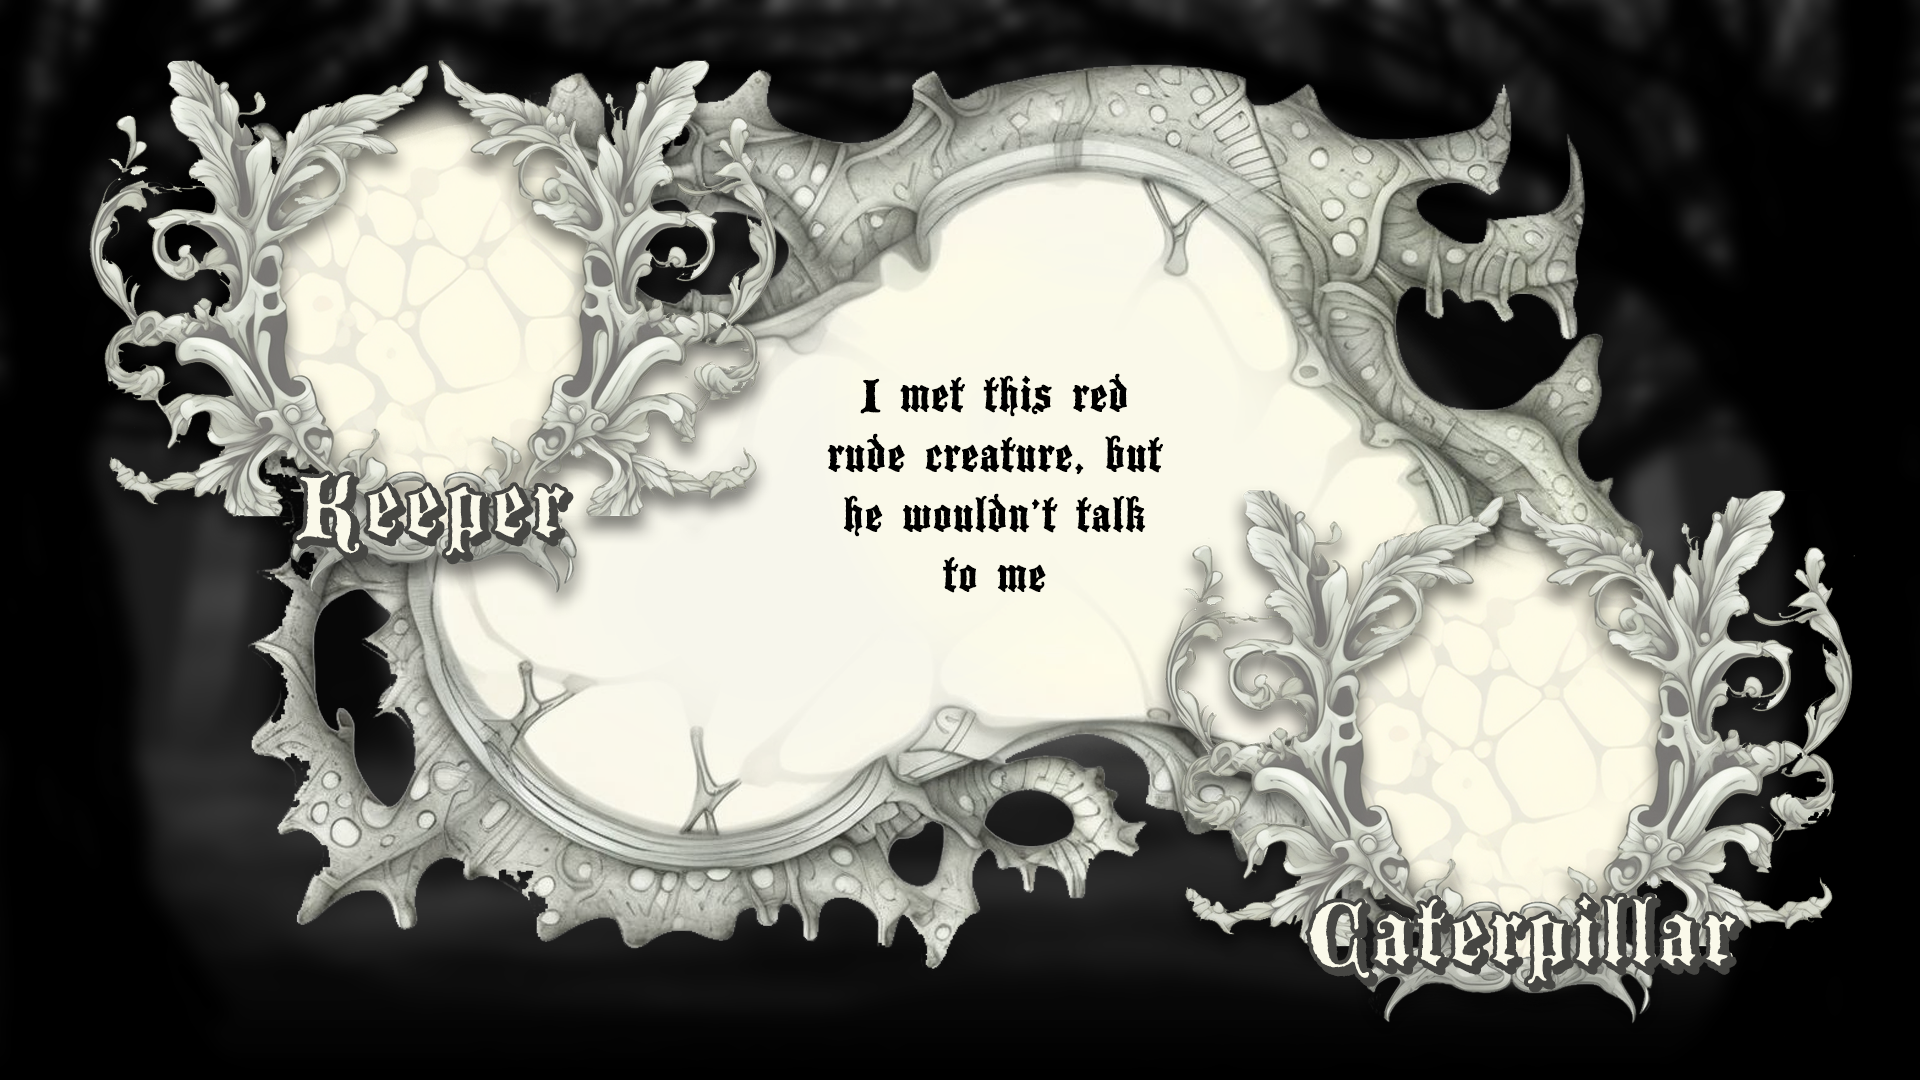 I met this red
rude creature, but
he wouldn't talk
to me
Keeper
Caterpillar